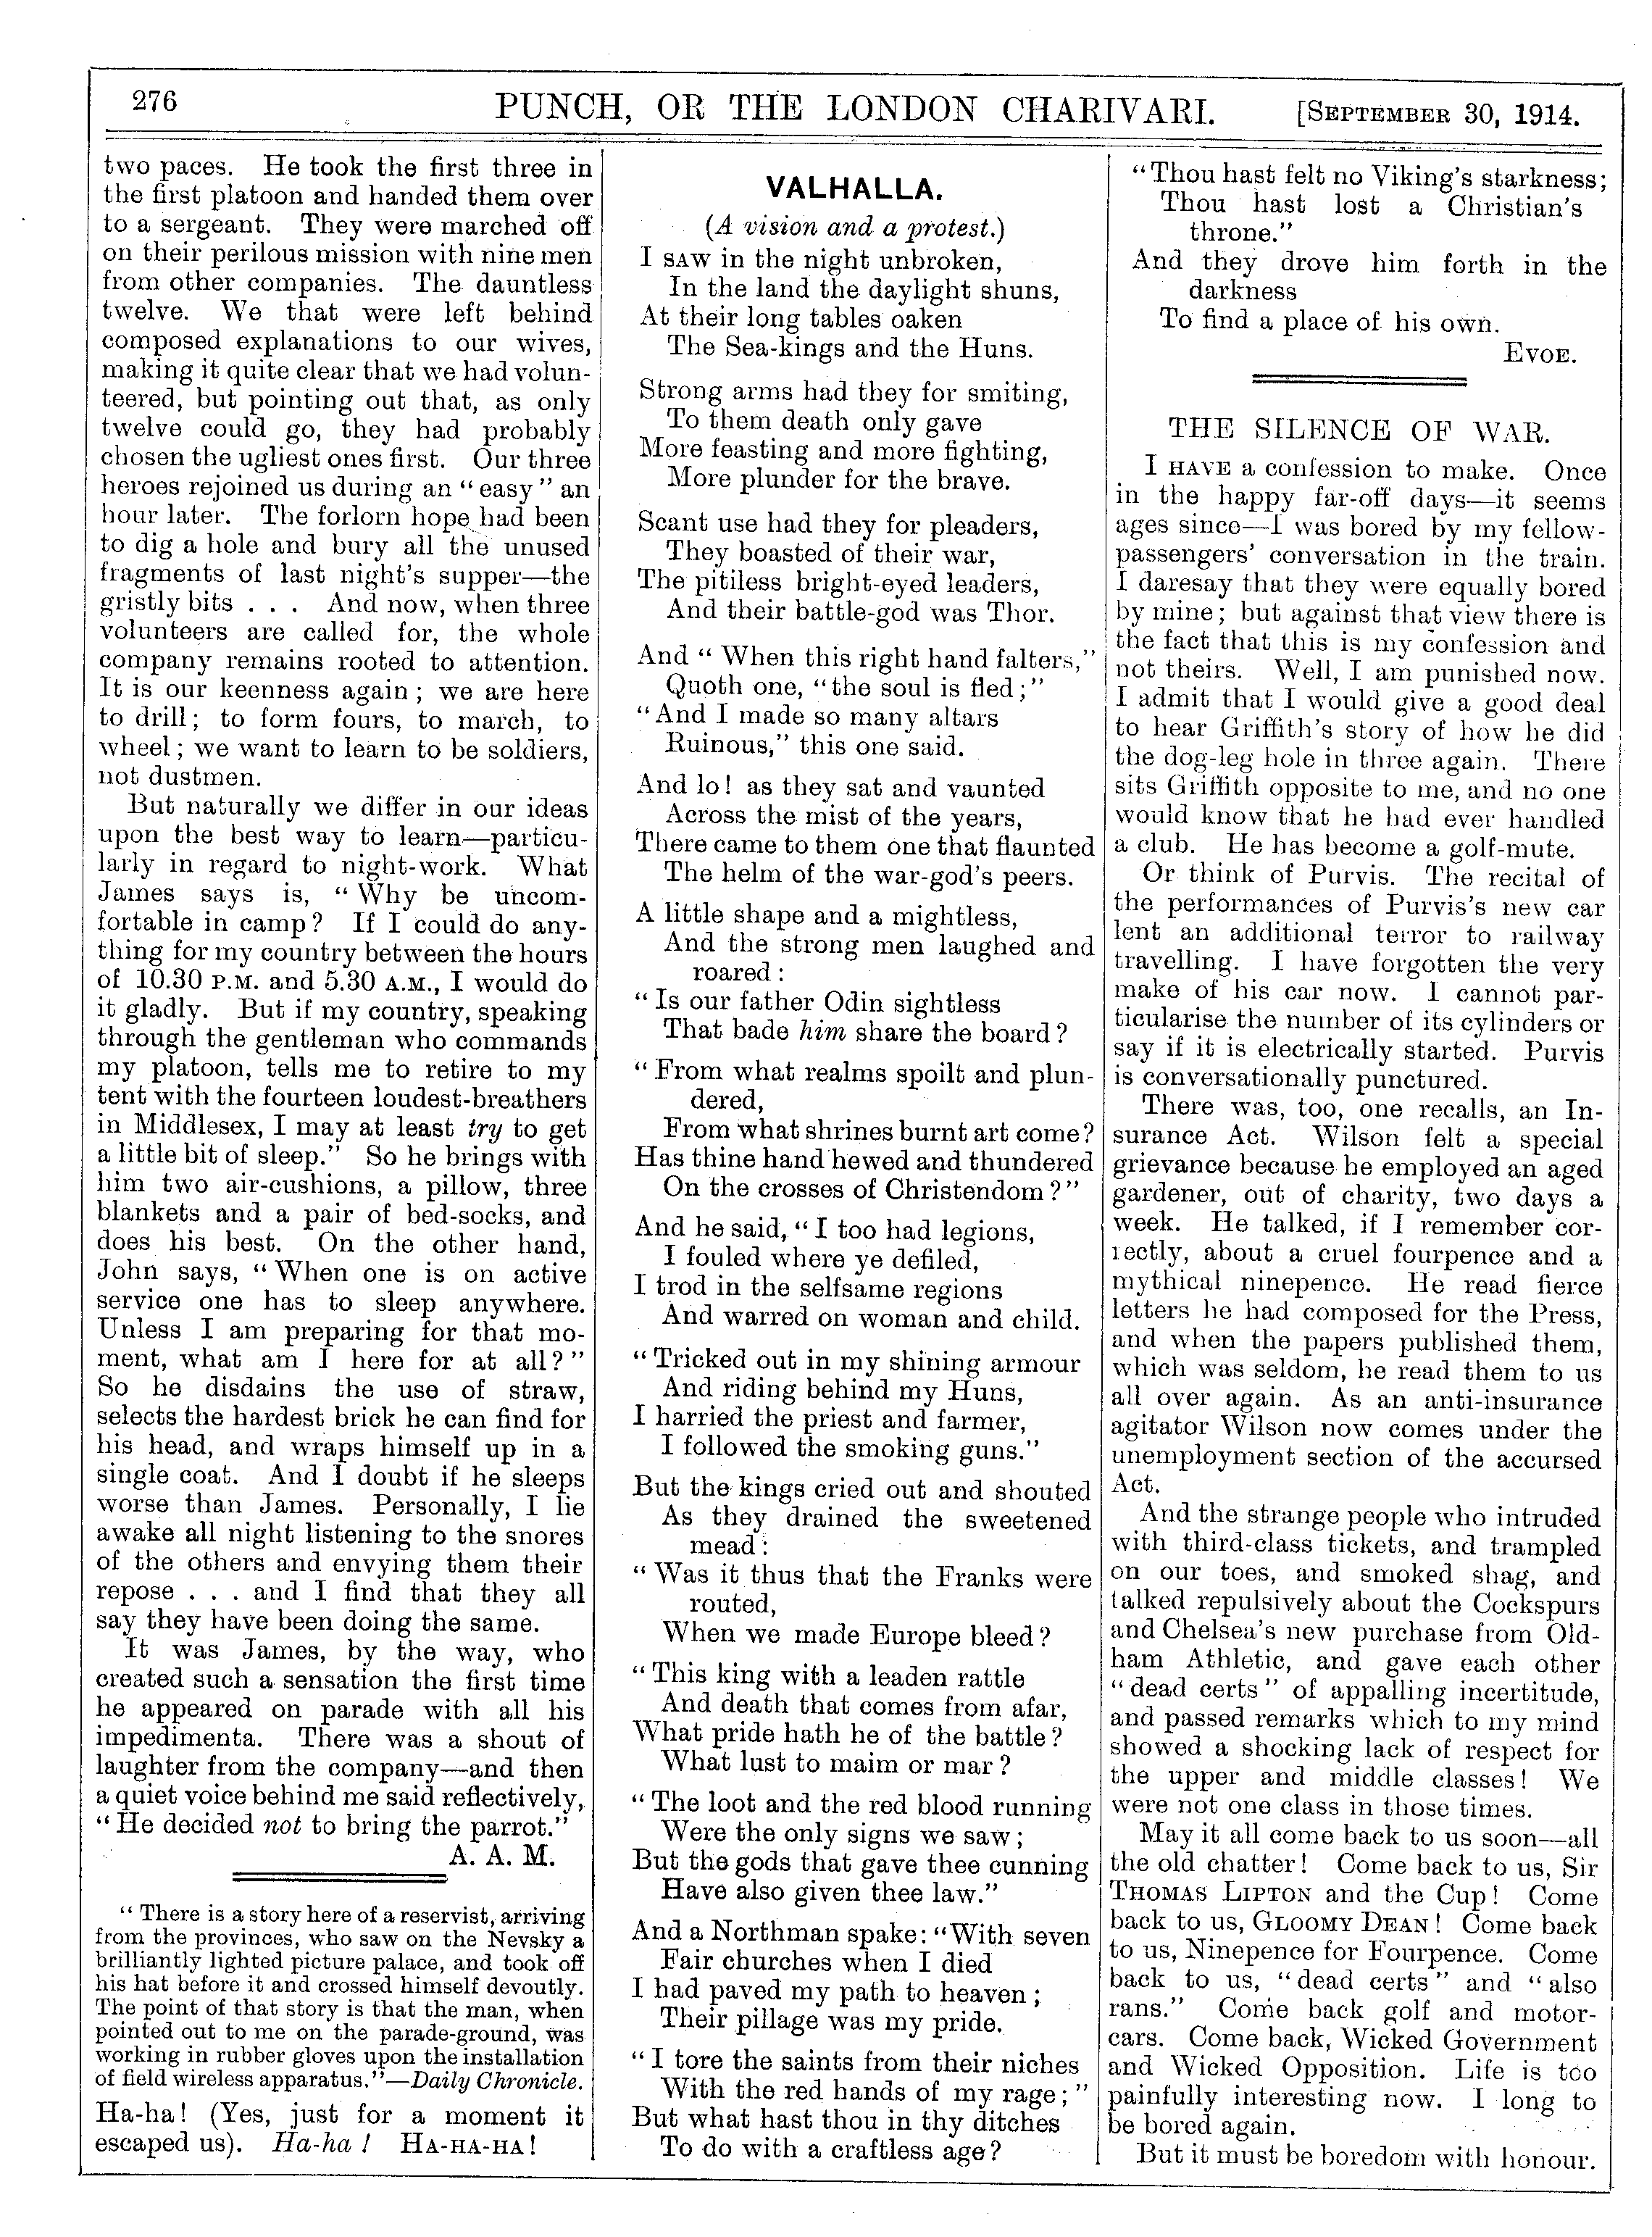 276
PUNCH, OR THE LONDON CHARIVARI.
[SEPTEMBER 30, 1914.
two paces. He took the first three in
the first platoon and handed them over
to a sergeant. They were marched off
on their perilous mission with nine men
from other companies. The dauntless
twelve. We that were left behind
composed explanations to our wives,
making it quite clear that we had volun-
teered, but pointing out that, as only
twelve could go, they had probably
chosen the ugliest ones first. Our three
heroes rejoined us during an "easy" an
hour later. The forlorn hope had been
to dig a hole and bury all the unused
fragments of last night's supper—the
gristly bits . . . And now, when three
volunteers are called for, the whole
company remains rooted to attention.
It is our keenness again; we are here
to drill; to form fours, to march, to
wheel; we want to learn to be soldiers,
not dustmen.
But naturally we differ in our ideas
upon the best way to learn—particu-
larly in regard to night-work. What
James says is, "Why be uncom-
fortable in camp? If I could do any-
thing for my country between the hours
of 10.30 P.M. and 5.30 A.M., I would do
it gladly. But if my country, speaking
through the gentleman who commands
my platoon, tells me to retire to my
tent with the fourteen loudest-breathers
in Middlesex, I may at least try to get
a little bit of sleep." So he brings with
him two air-cushions, a pillow, three
blankets and a pair of bed-socks, and
does his best. On the other hand,
John says, "When one is on active
service one has to sleep anywhere.
Unless I am preparing for that mo-
ment, what am I here for at all?"
So he disdains the use of straw,
selects the hardest brick he can find for
his head, and wraps himself up in a
single coat. And I doubt if he sleeps
worse than James. Personally, I lie
awake all night listening to the snores
of the others and envying them their
repose . . . and I find that they all
say they have been doing the same.
It was James, by the way, who
created such a sensation the first time
he appeared on parade with all his
impedimenta. There was a shout of
laughter from the company—and then
a quiet voice behind me said reflectively,
"He decided not to bring the parrot."
A. A. M.
"There is a story here of a reservist, arriving
from the provinces, who saw on the Nevsky a
brilliantly lighted picture palace, and took off
his hat before it and crossed himself devoutly.
The point of that story is that the man, when
pointed out to me on the parade-ground, was
working in rubber gloves upon the installation
of field wireless apparatus."—Daily Chronicle.
Ha-ha! (Yes, just for a moment it
escaped us). Ha-ha! HA-HA-HA!
VALHALLA.
(A vision and a protest.)
I SAW in the night unbroken,
In the land the daylight shuns,
At their long tables oaken
The Sea-kings and the Huns.
Strong arms had they for smiting,
To them death only gave
More feasting and more fighting,
More plunder for the brave.
Scant use had they for pleaders,
They boasted of their war,
The pitiless bright-eyed leaders,
And their battle-god was Thor.
And "When this right hand falters,"
Quoth one, "the soul is fled;"
"And I made so many altars
Ruinous," this one said.
And lo! as they sat and vaunted
Across the mist of the years,
There came to them one that flaunted
The helm of the war-god's peers.
A little shape and a mightless,
And the strong men laughed and
roared:
"Is our father Odin sightless
That bade him share the board?
"From what realms spoilt and plun-
dered,
From what shrines burnt art come?
Has thine hand hewed and thundered
On the crosses of Christendom?"
And he said, "I too had legions,
I fouled where ye defiled,
I trod in the selfsame regions
And warred on woman and child.
"Tricked out in my shining armour
And riding behind my Huns,
I harried the priest and farmer,
I followed the smoking guns."
But the kings cried out and shouted
As they drained the sweetened
mead:
"Was it thus that the Franks were
routed,
When we made Europe bleed?
"This king with a leaden rattle
And death that comes from afar,
What pride hath he of the battle?
What lust to maim or mar?
"The loot and the red blood running
Were the only signs we saw;
But the gods that gave thee cunning
Have also given thee law."
And a Northman spake: "With seven
Fair churches when I died
I had paved my path to heaven;
Their pillage was my pride.
"I tore the saints from their niches
With the red hands of my rage;"
But what hast thou in thy ditches
To do with a craftless age?
"Thou hast felt no Viking's starkness;
Thou hast lost a Christian's
throne."
And they drove him forth in the
darkness
To find a place of his own.
EVOE.
THE SILENCE OF WAR.
I HAVE a confession to make. Once
in the happy far-off days—it seems
ages since—I was bored by my fellow-
passengers' conversation in the train.
I daresay that they were equally bored
by mine; but against that view there is
the fact that this is my confession and
not theirs. Well, I am punished now.
I admit that I would give a good deal
to hear Griffith's story of how he did
the dog-leg hole in three again. There
sits Griffith opposite to me, and no one
would know that he had ever handled
a club. He has become a golf-mute.
Or think of Purvis. The recital of
the performances of Purvis's new car
lent an additional terror to railway
travelling. I have forgotten the very
make of his car now. I cannot par-
ticularise the number of its cylinders or
say if it is electrically started. Purvis
is conversationally punctured.
There was, too, one recalls, an In-
surance Act. Wilson felt a special
grievance because he employed an aged
gardener, out of charity, two days a
week. He talked, if I remember cor-
rectly, about a cruel fourpence and a
mythical ninepence. He read fierce
letters he had composed for the Press,
and when the papers published them,
which was seldom, he read them to us
all over again. As an anti-insurance
agitator Wilson now comes under the
unemployment section of the accursed
Act.
And the strange people who intruded
with third-class tickets, and trampled
on our toes, and smoked shag, and
talked repulsively about the Cockspurs
and Chelsea's new purchase from Old-
ham Athletic, and gave each other
"dead certs" of appalling incertitude,
and passed remarks which to my mind
showed a shocking lack of respect for
the upper and middle classes! We
were not one class in those times.
May it all come back to us soon—all
the old chatter! Come back to us, Sir
THOMAS LIPTON and the Cup! Come
back to us, GLOOMY DEAN! Come back
to us, Ninepence for Fourpence. Come
back to us, "dead certs" and "also
rans." Come back golf and motor-
cars. Come back, Wicked Government
and Wicked Opposition. Life is too
painfully interesting now. I long to
be bored again.
But it must be boredom with honour.